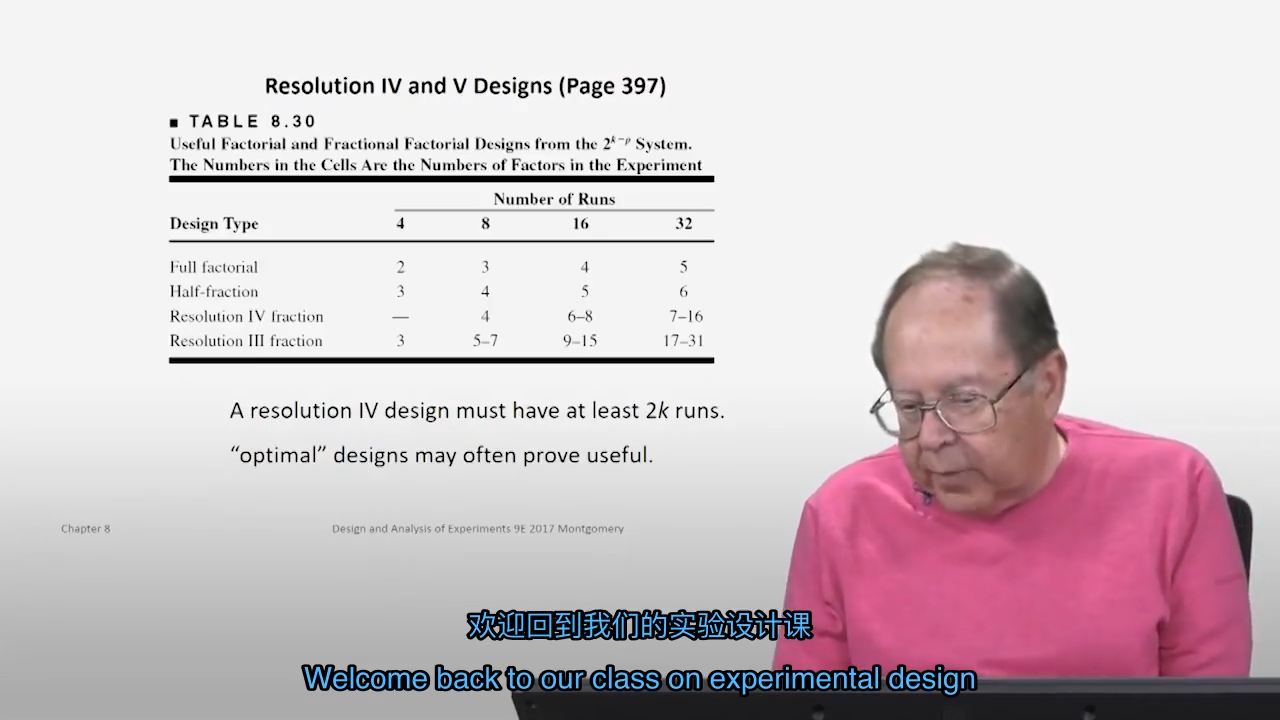 Resolution IV and V Designs (Page 397)
■ TABLE 8.30
Useful Factorial and Fractional Factorial Designs from the 2^{k−p} System.
The Numbers in the Cells Are the Numbers of Factors in the Experiment
Number of Runs
Design Type 4 8 16 32
Full factorial 2 3 4 5
Half-fraction 3 4 5 6
Resolution IV fraction — 4 6–8 7–16
Resolution III fraction 3 5–7 9–15 17–31
A resolution IV design must have at least 2k runs.
“optimal” designs may often prove useful.
Chapter 8
Design and Analysis of Experiments 9E 2017 Montgomery
欢迎回到我们的实验设计课
Welcome back to our class on experimental design